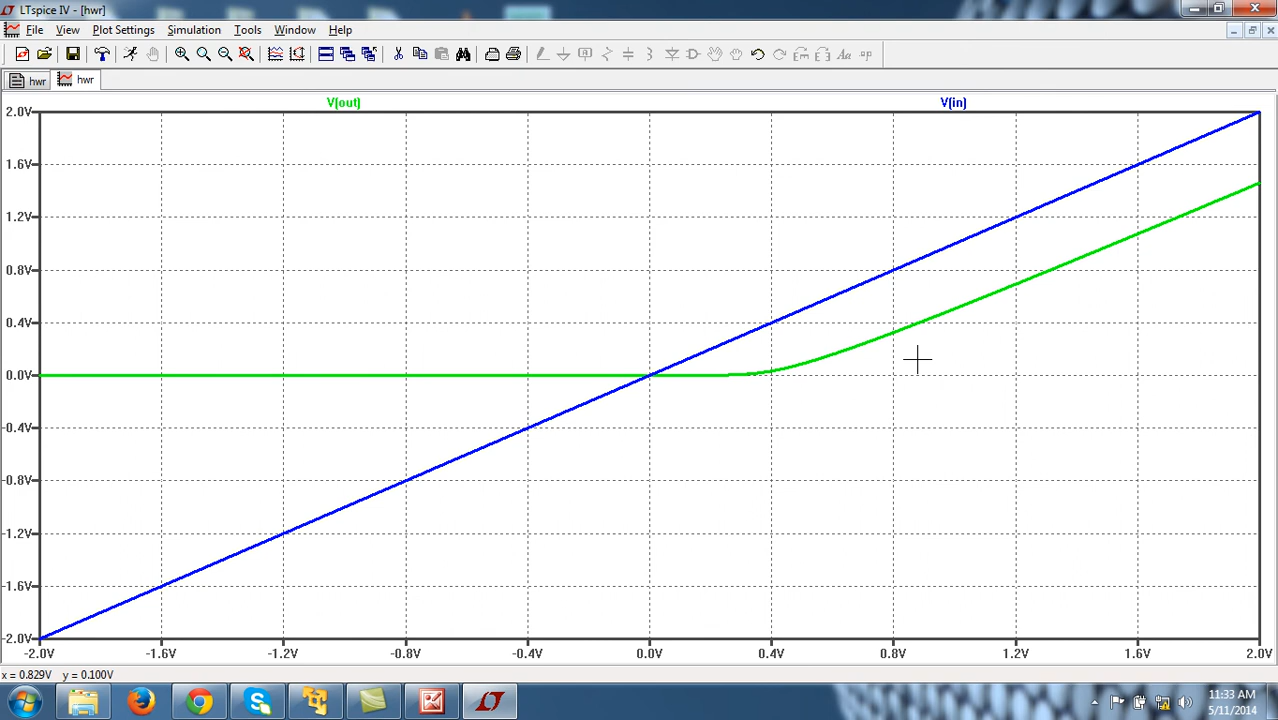 LTspice IV - [hwr]
File View Plot Settings Simulation Tools Window Help
hwr hwr
V(out) V(in)
2.0V
1.6V
1.2V
0.8V
0.4V
0.0V
-0.4V
-0.8V
-1.2V
-1.6V
-2.0V
-2.0V -1.6V -1.2V -0.8V -0.4V 0.0V 0.4V 0.8V 1.2V 1.6V 2.0V
x = 0.829V y = 0.100V
11:33 AM
5/11/2014